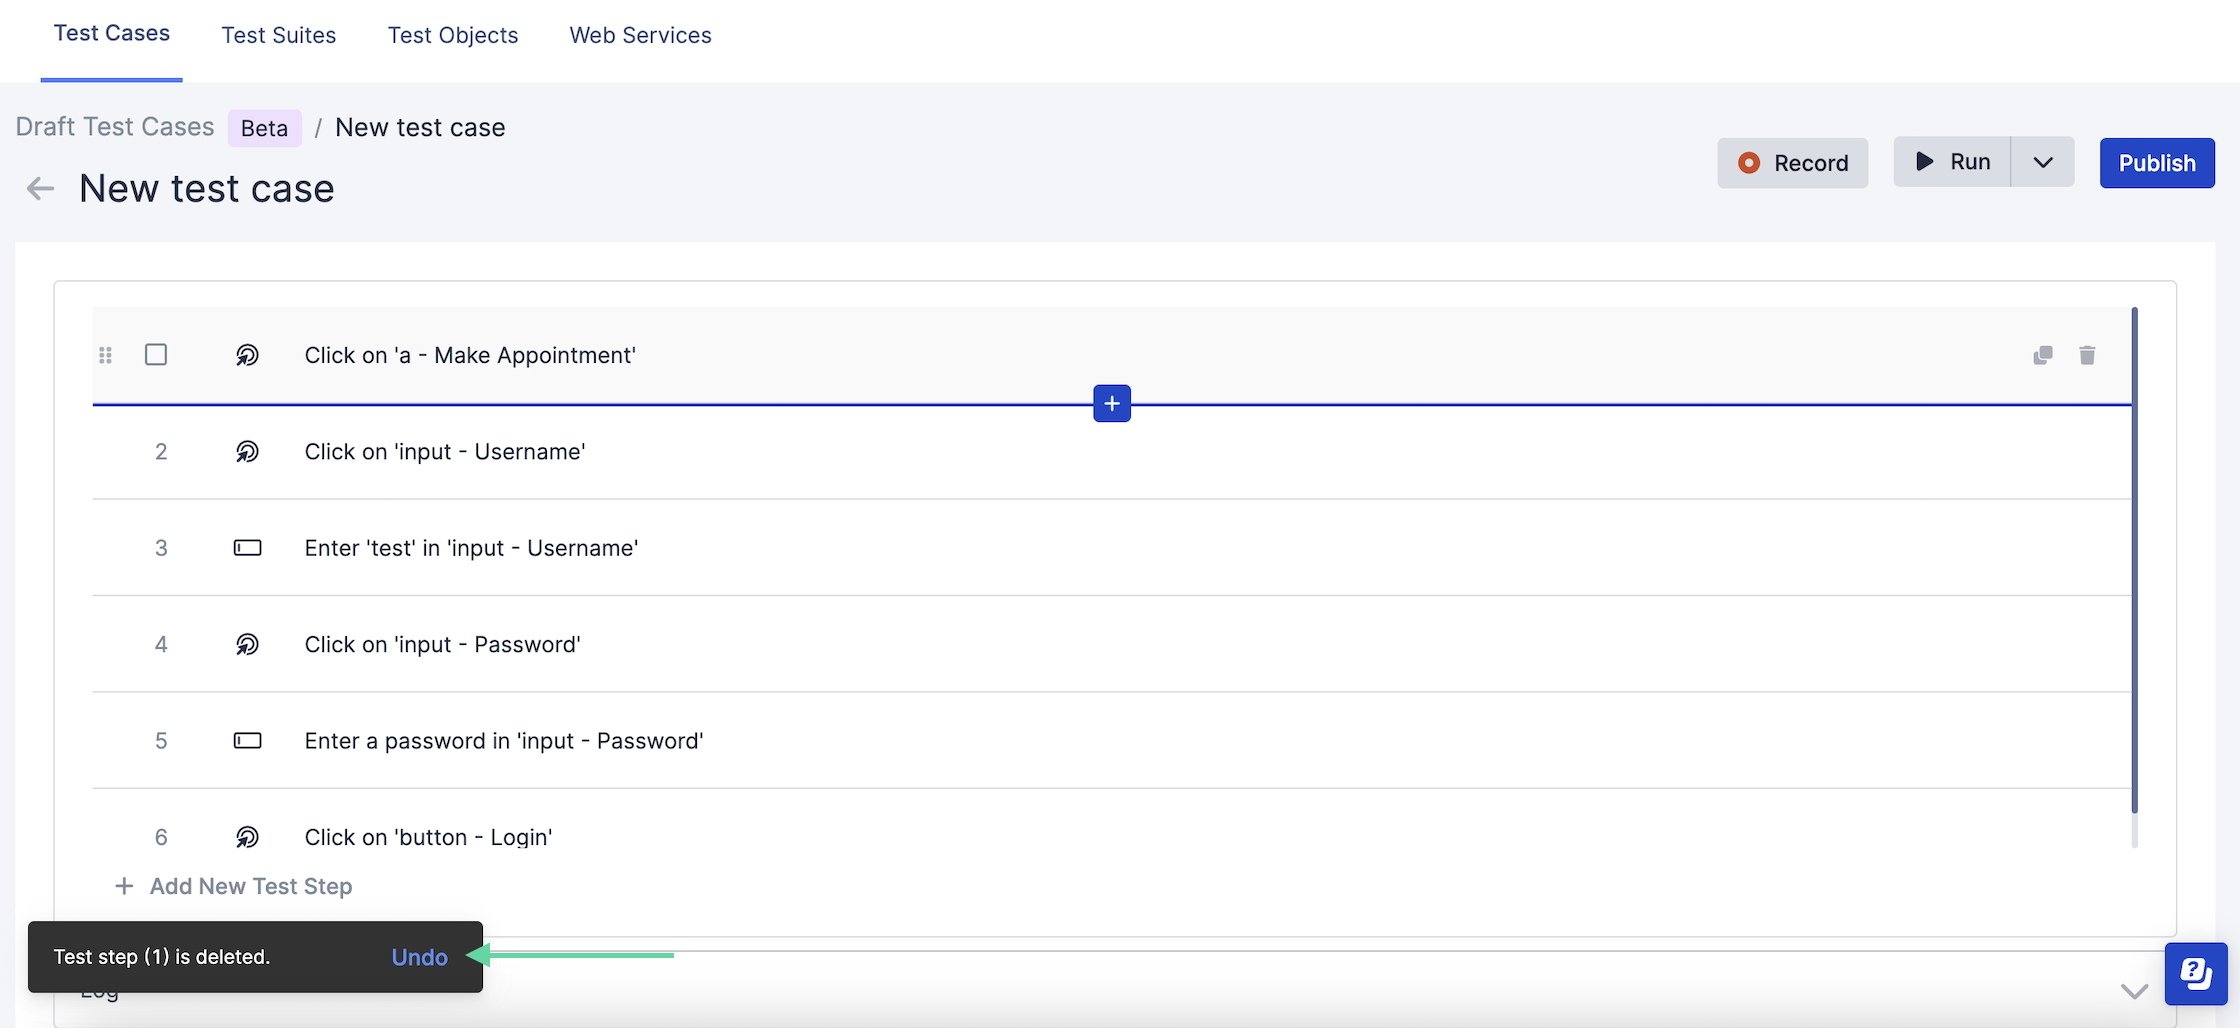 Test Cases Test Suites Test Objects Web Services
Draft Test Cases Beta / New test case
New test case
Record Run Publish
Click on 'a - Make Appointment'
+
2 Click on 'input - Username'
3 Enter 'test' in 'input - Username'
4 Click on 'input - Password'
5 Enter a password in 'input - Password'
6 Click on 'button - Login'
+ Add New Test Step
Test step (1) is deleted. Undo
Log